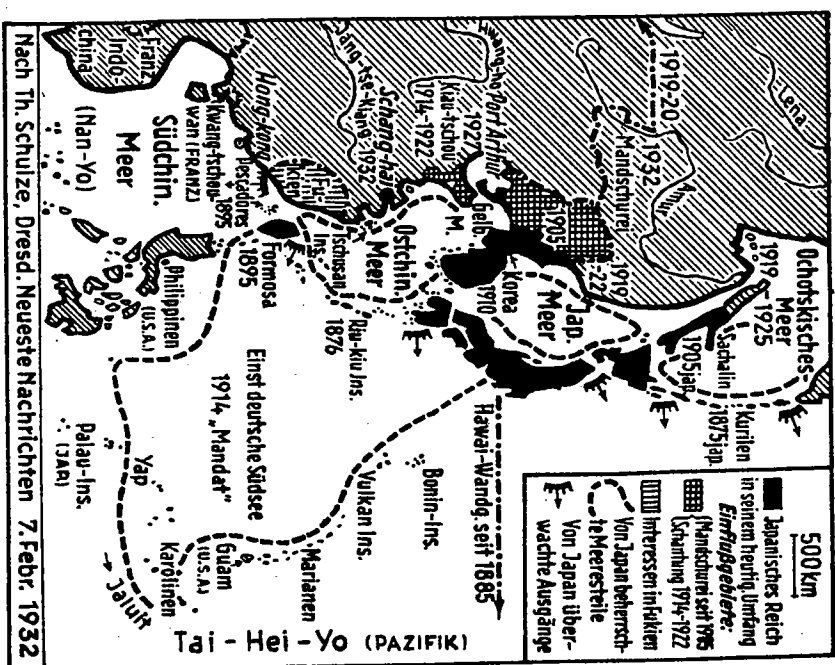 500km
Japanisches Reich
in seinem heutig. Umfang
Einflußgebiete:
(Mandschurei seit 1905
(Schantung 1914-1922
Interessen in Fukien
Von Japan beherrsch-
te Meeresteile
Von Japan über-
wachte Ausgänge
Lena
Amur
1919-20
1932
Mandschurei
Ochotskisches-
Meer
1919
-1925
Sachalin
1905 jap.
Kurilen
1875 jap.
1919
-22
1905
Hwang-ho
Port Arthur
1927
Kiau-tschou
1914-1922
Jang-tse-kiang
Schang-hai
1932
Gelb.
M.
Korea
1910
Jap.
Meer
Ostchin.
Meer
Tschusan
Ins.
Riu-kiu Ins.
1876
Hawai-Wandg. seit 1885
Bonin-Ins.
Vulkan Ins.
Hong-kong
Kwang-tschou-
wan (FRANZ.)
Pescadores
1895
Formosa
1895
Franz.
Indo-
china
Südchin.
Meer
(Nan-Yo)
Philippinen
(U.S.A.)
Einst deutsche Südsee
1914 „Mandat"
Marianen
Guam
(U.S.A.)
Yap
Karolinen
Palau-Ins.
(JAP.)
→ Jaluit
Tai-Hei-Yo (PAZIFIK)
Nach Th. Schulze, Dresd. Neueste Nachrichten 7. Febr. 1932